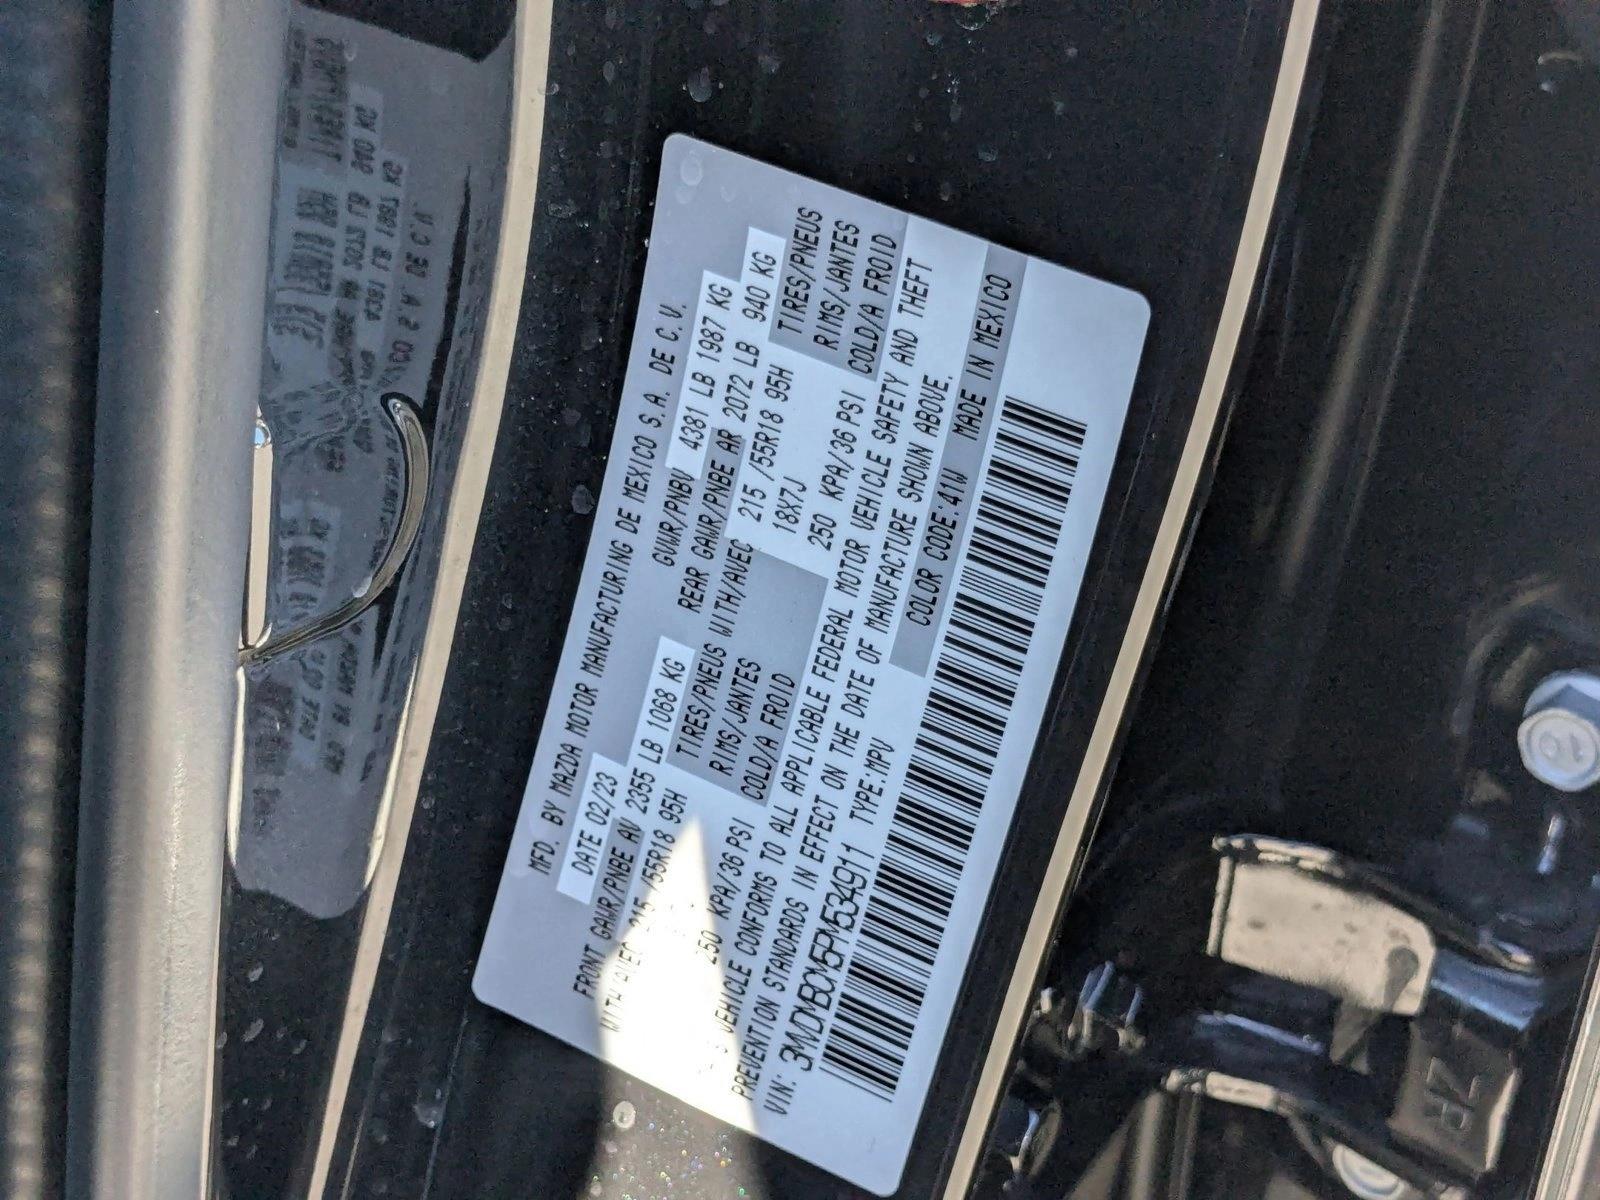 MFD. BY MAZDA MOTOR MANUFACTURING DE MEXICO S.A. DE C.V.
DATE 02/23 GVWR/PNBV 4381 LB 1987 KG
FRONT GAWR/PNBE AV 2355 LB 1068 KG REAR GAWR/PNBE AR 2072 LB 940 KG
WITH/AVEC 215 /55R18 95H TIRES/PNEUS WITH/AVEC 215 /55R18 95H TIRES/PNEUS
RIMS/JANTES 18X7J RIMS/JANTES
250 KPA/36 PSI COLD/A FROID 250 KPA/36 PSI COLD/A FROID
VEHICLE CONFORMS TO ALL APPLICABLE FEDERAL MOTOR VEHICLE SAFETY AND THEFT
PREVENTION STANDARDS IN EFFECT ON THE DATE OF MANUFACTURE SHOWN ABOVE.
VIN: 3MVDMBCM5PM534911 TYPE:MPV COLOR CODE:41W MADE IN MEXICO